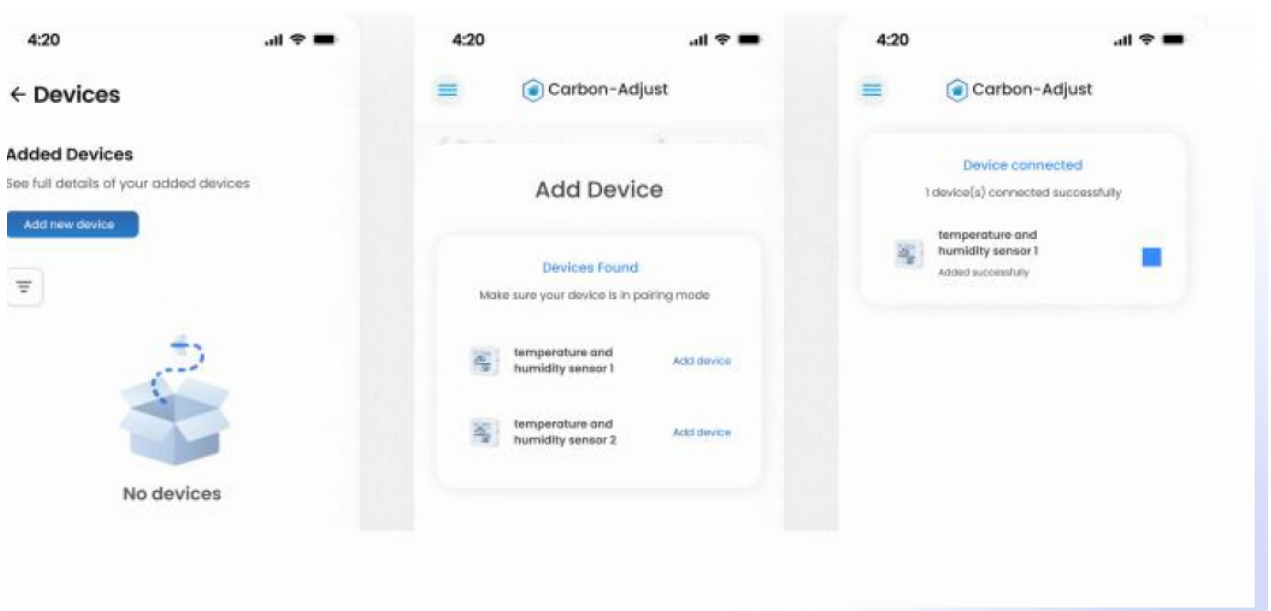 4:20
← Devices
Added Devices
See full details of your added devices
Add new device
No devices
4:20
Carbon-Adjust
Add Device
Devices Found
Make sure your device is in pairing mode
temperature and
humidity sensor 1
Add device
temperature and
humidity sensor 2
Add device
4:20
Carbon-Adjust
Device connected
1 device(s) connected successfully
temperature and
humidity sensor 1
Added successfully